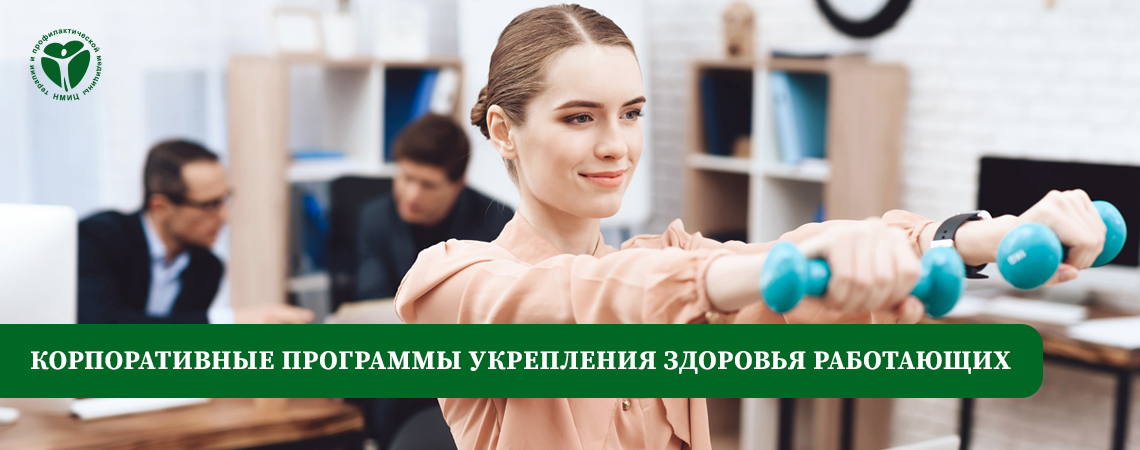 НМИЦ терапии и профилактической медицины
КОРПОРАТИВНЫЕ ПРОГРАММЫ УКРЕПЛЕНИЯ ЗДОРОВЬЯ РАБОТАЮЩИХ